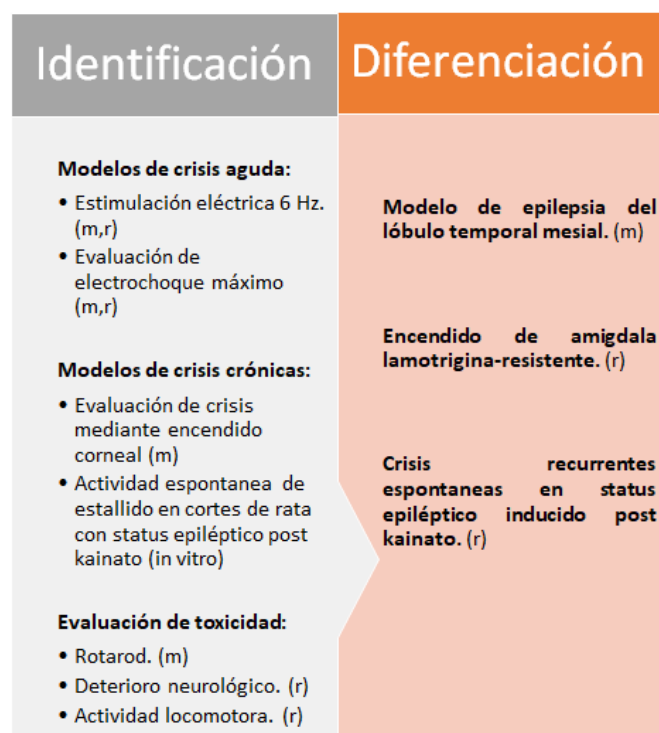 Identificación
Modelos de crisis aguda:
• Estimulación eléctrica 6 Hz.
(m,r)
• Evaluación de
electrochoque máximo
(m,r)
Modelos de crisis crónicas:
• Evaluación de crisis
mediante encendido
corneal (m)
• Actividad espontanea de
estallido en cortes de rata
con status epiléptico post
kainato (in vitro)
Evaluación de toxicidad:
• Rotarod. (m)
• Deterioro neurológico. (r)
• Actividad locomotora. (r)
Diferenciación
Modelo de epilepsia del
lóbulo temporal mesial. (m)
Encendido de amigdala
lamotrigina-resistente. (r)
Crisis recurrentes
espontaneas en status
epiléptico inducido post
kainato. (r)